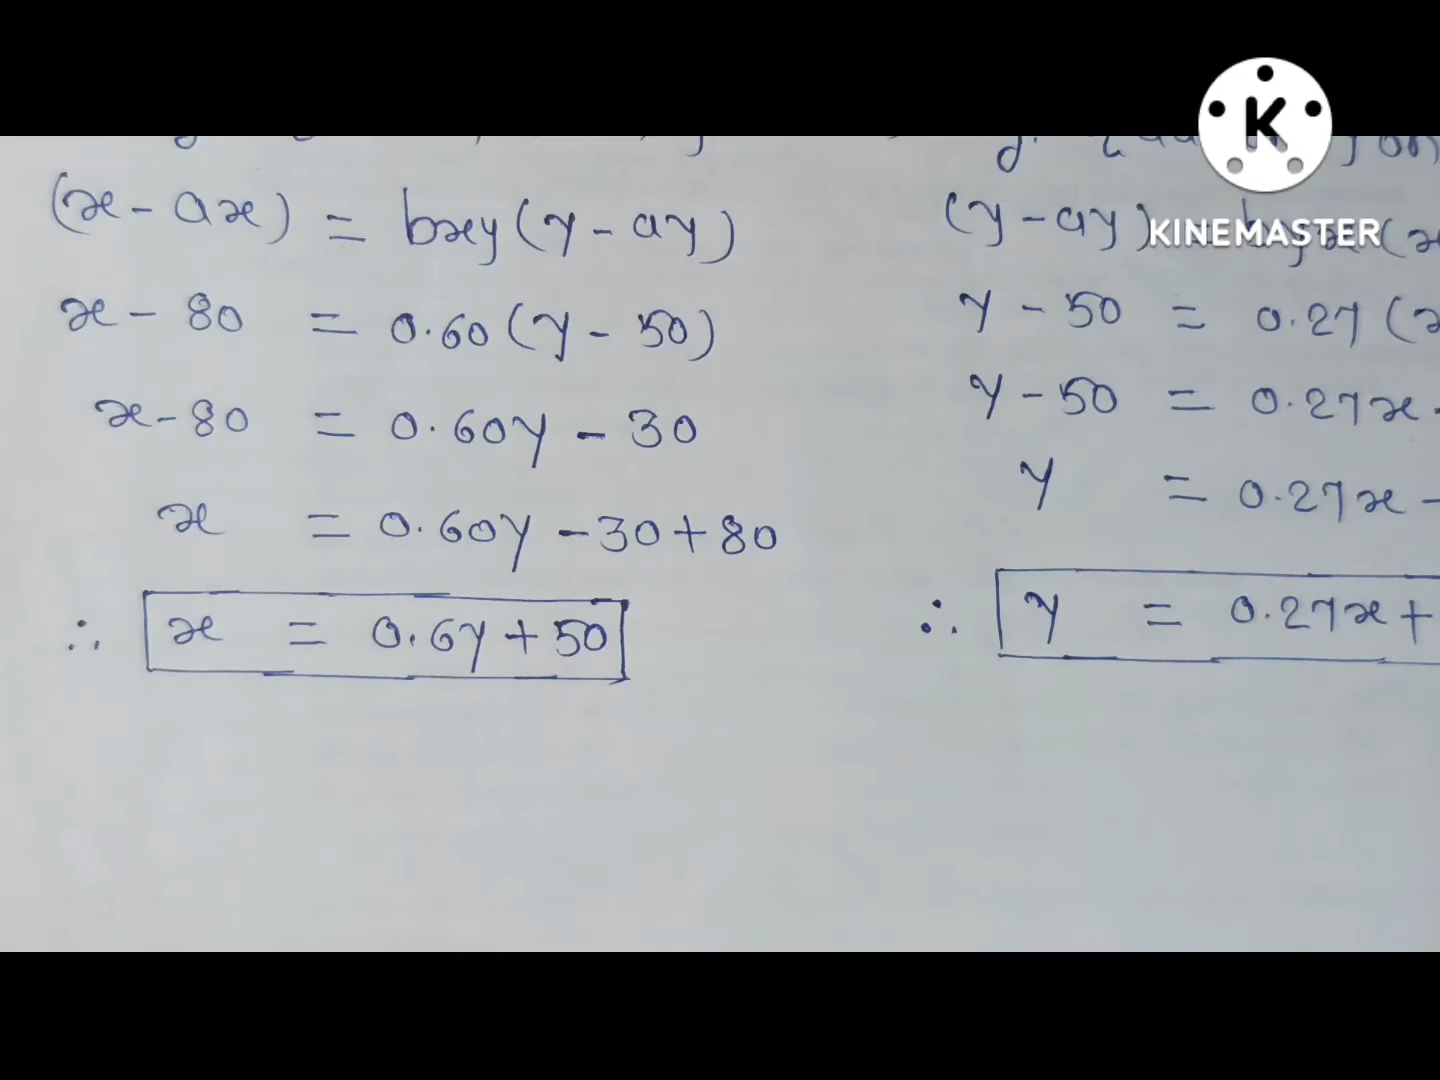 (x - ax) = bxy (y - ay)
x - 80 = 0.60 (y - 50)
x - 80 = 0.60y - 30
x = 0.60y - 30 + 80
∴ x = 0.6y + 50
(y - ay)
y - 50 = 0.27 (x
y - 50 = 0.27x -
y = 0.27x -
∴ y = 0.27x +
K
KINEMASTER